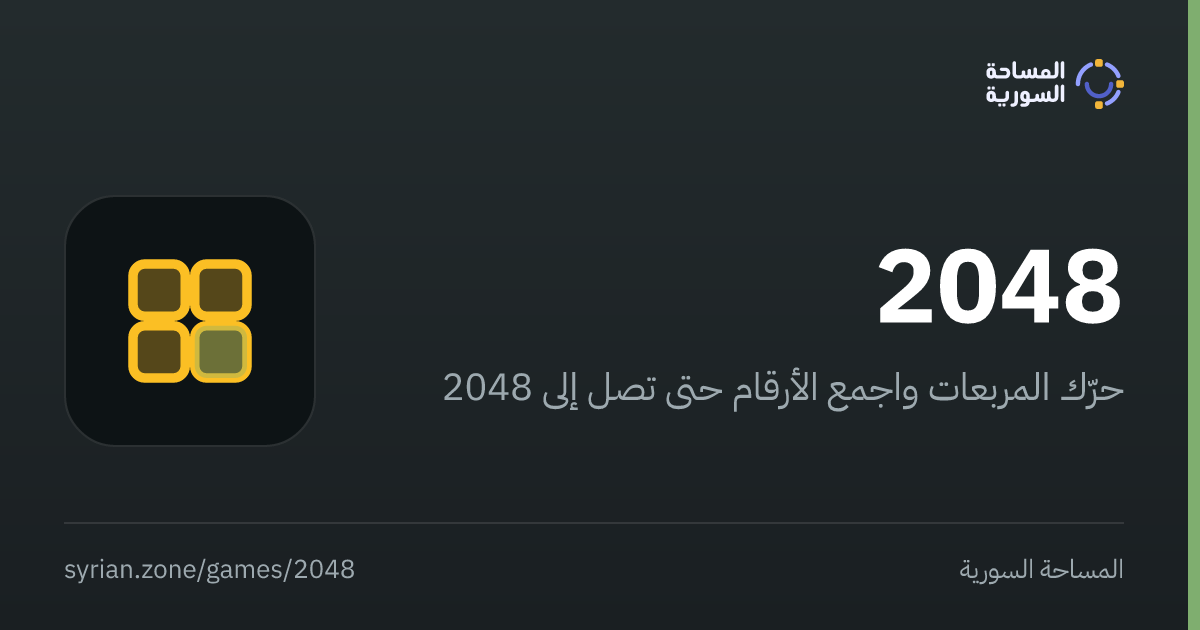 المساحة
السورية
2048
حرّك المربعات واجمع الأرقام حتى تصل إلى 2048
المساحة السورية
syrian.zone/games/2048